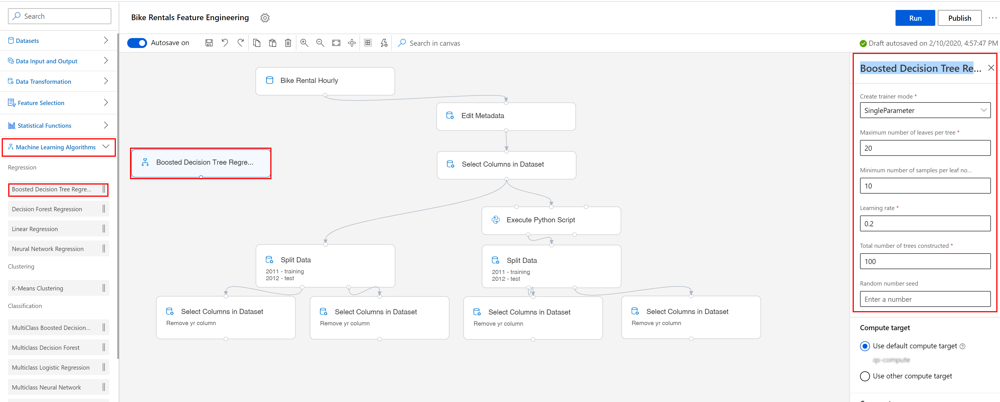 Search
Datasets
Data Input and Output
Data Transformation
Feature Selection
Statistical Functions
Machine Learning Algorithms
Regression
Boosted Decision Tree Regre...
Decision Forest Regression
Linear Regression
Neural Network Regression
Clustering
K-Means Clustering
Classification
MultiClass Boosted Decision...
Multiclass Decision Forest
Multiclass Logistic Regression
Multiclass Neural Network
Bike Rentals Feature Engineering
Run
Publish
...
Autosave on
Search in canvas
Draft autosaved on 2/10/2020, 4:57:47 PM
Bike Rental Hourly
Edit Metadata
Boosted Decision Tree Regre...
Select Columns in Dataset
Execute Python Script
Split Data
2011 - training
2012 - test
Split Data
2011 - training
2012 - test
Select Columns in Dataset
Remove yr column
Select Columns in Dataset
Remove yr column
Select Columns in Dataset
Remove yr column
Select Columns in Dataset
Remove yr column
Boosted Decision Tree Re...
Create trainer mode *
SingleParameter
Maximum number of leaves per tree *
20
Minimum number of samples per leaf no...
10
Learning rate *
0.2
Total number of trees constructed *
100
Random number seed
Enter a number
Compute target
Use default compute target
qs-compute
Use other compute target